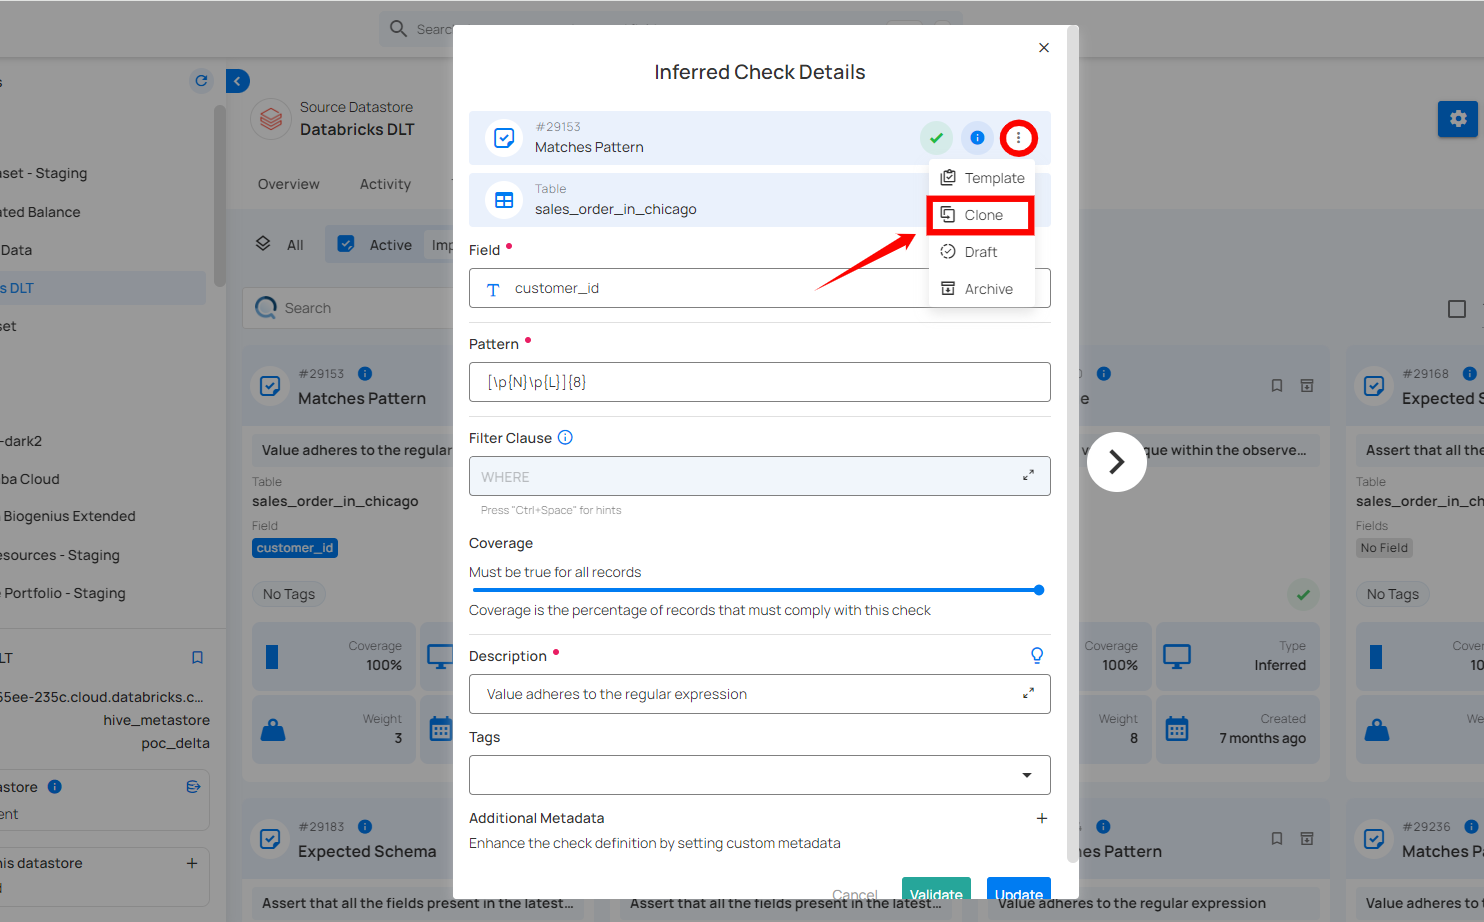 Searc
Inferred Check Details
#29153
Matches Pattern
Template
Clone
Draft
Archive
Table
sales_order_in_chicago
Field
customer_id
Pattern
[\p{N}\p{L}]{8}
Filter Clause
WHERE
Press "Ctrl+Space" for hints
Coverage
Must be true for all records
Coverage is the percentage of records that must comply with this check
Description
Value adheres to the regular expression
Tags
Additional Metadata
Enhance the check definition by setting custom metadata
Cancel
Validate
Update
s
set - Staging
ted Balance
Data
s DLT
set
-dark2
ba Cloud
Biogenius Extended
esources - Staging
Portfolio - Staging
LT
55ee-235c.cloud.databricks.c...
hive_metastore
poc_delta
astore
ent
his datastore
d
Source Datastore
Databricks DLT
Overview
Activity
All
Active
Imp
Search
#29153
Matches Pattern
Value adheres to the regular
Table
sales_order_in_chicago
Field
customer_id
No Tags
Coverage
100%
Weight
3
#29183
Expected Schema
Assert that all the fields present in the latest...
0
e
que within the observe...
Coverage
100%
Type
Inferred
Weight
8
Created
7 months ago
Assert that all the fields present in the latest...
hes Pattern
Value adheres to the regular expression
#29168
Expected S
Assert that all the
Table
sales_order_in_ch
Fields
No Field
No Tags
Cover
10
We
#29236
Matches Pa
Value adheres to t